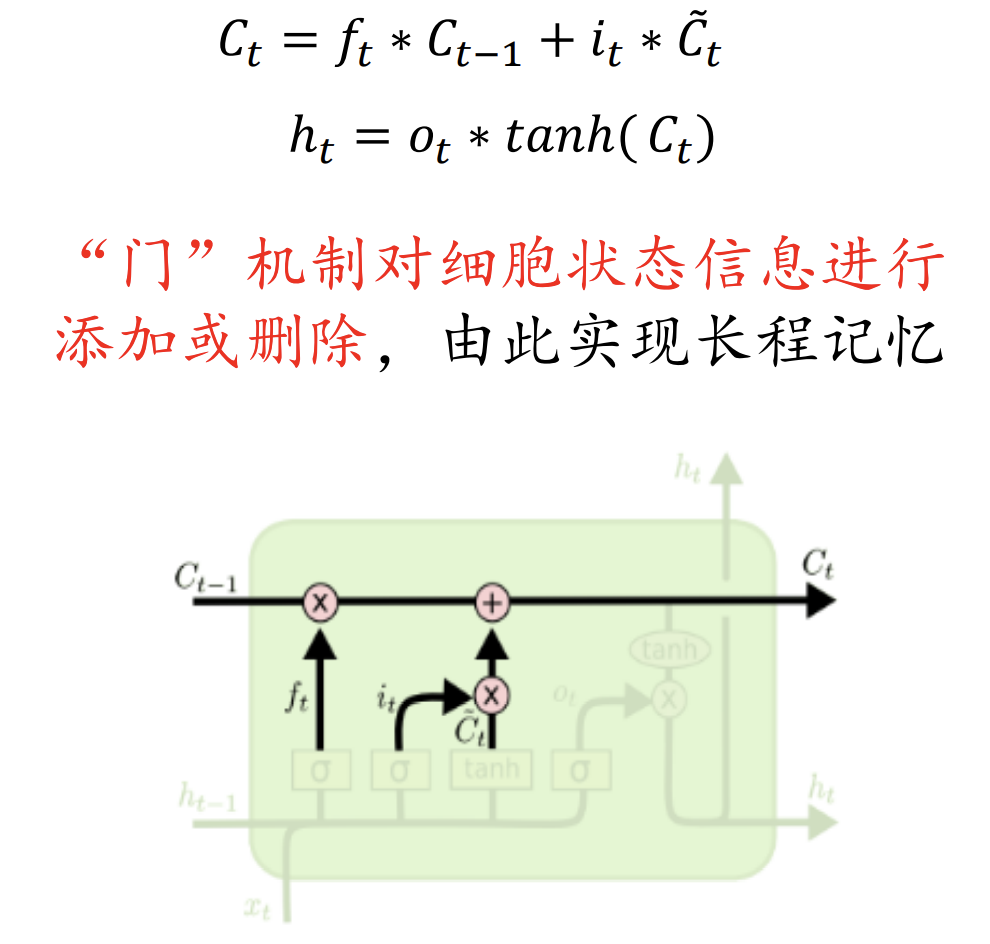 C_t = f_t * C_{t-1} + i_t * C̃_t
h_t = o_t * tanh( C_t)
“门”机制对细胞状态信息进行
添加或删除，由此实现长程记忆
h_t
C_{t-1}
C_t
x
+
tanh
f_t
i_t
x
o_t
x
C̃_t
σ
σ
tanh
σ
h_{t-1}
h_t
x_t